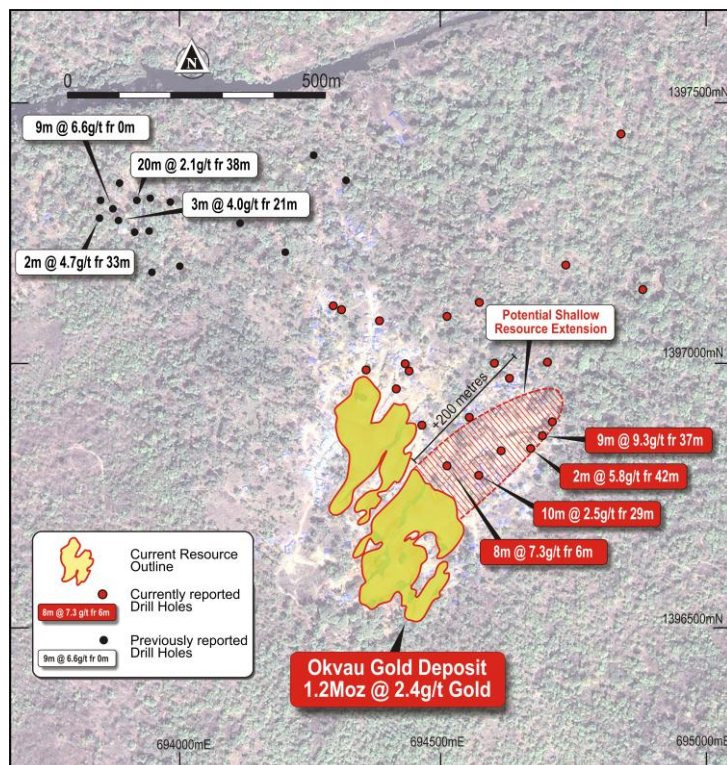 N
0
500m
1397500mN
9m @ 6.6g/t fr 0m
20m @ 2.1g/t fr 38m
3m @ 4.0g/t fr 21m
2m @ 4.7g/t fr 33m
Potential Shallow
Resource Extension
1397000mN
+200 metres
9m @ 9.3g/t fr 37m
2m @ 5.8g/t fr 42m
10m @ 2.5g/t fr 29m
8m @ 7.3g/t fr 6m
Current Resource
Outline
Currently reported
Drill Holes
8m @ 7.3 g/t fr 6m
Previously reported
Drill Holes
9m @ 6.6g/t fr 0m
1396500mN
Okvau Gold Deposit
1.2Moz @ 2.4g/t Gold
694000mE
694500mE
695000mE